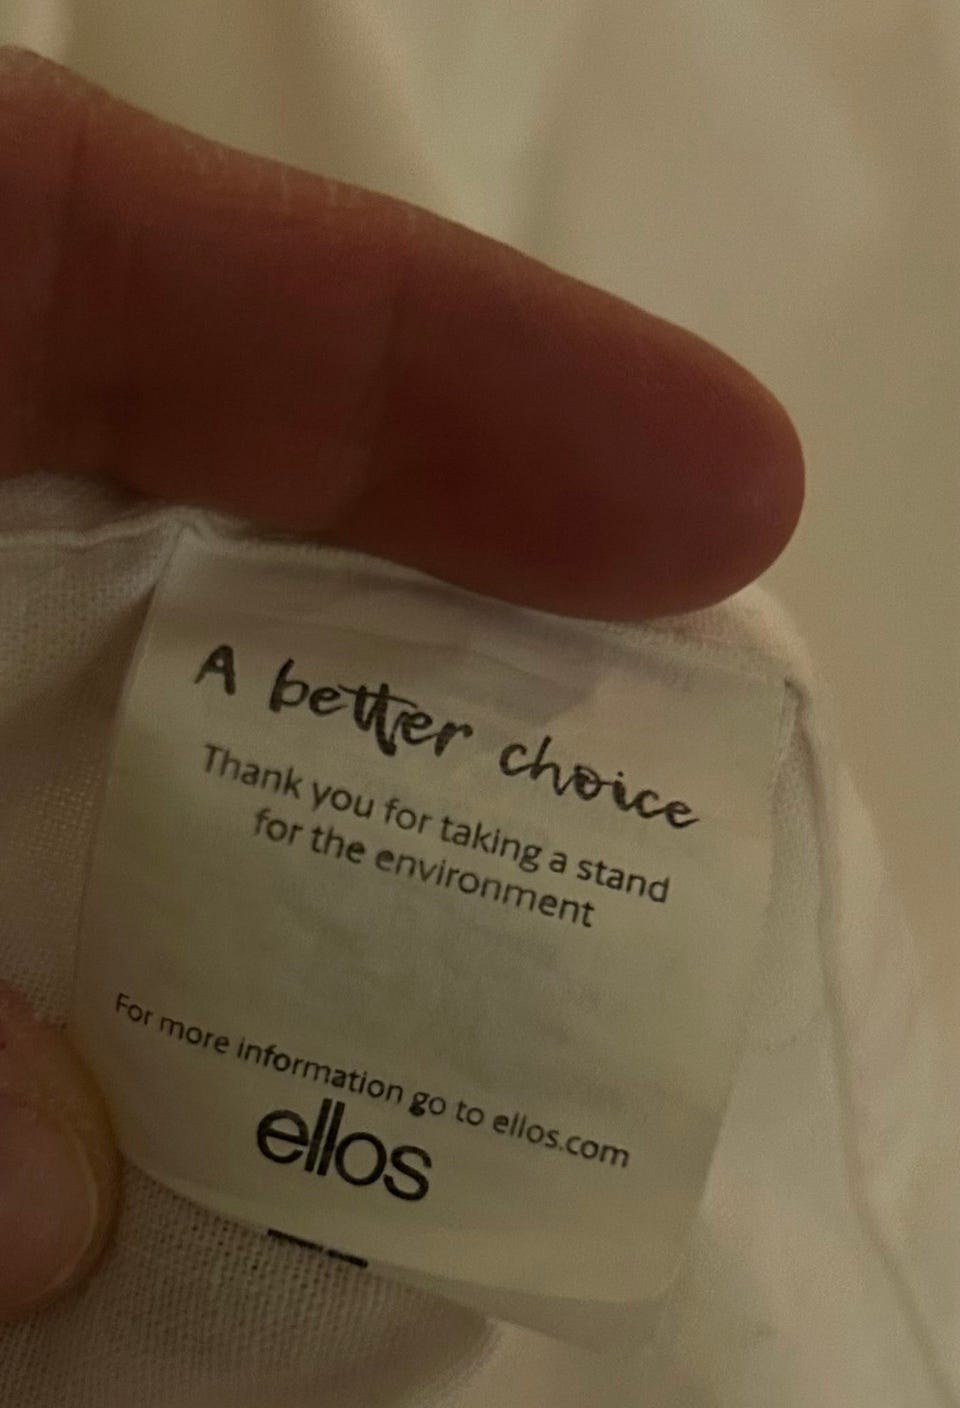 A better choice
Thank you for taking a stand
for the environment
For more information go to ellos.com
ellos